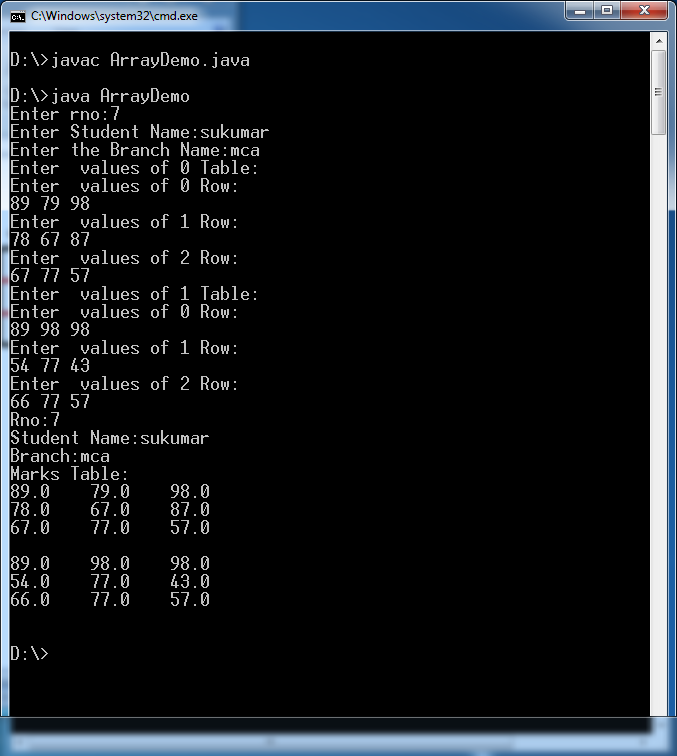 C:\Windows\system32\cmd.exe
D:\>javac ArrayDemo.java
D:\>java ArrayDemo
Enter rno:7
Enter Student Name:sukumar
Enter the Branch Name:mca
Enter  values of 0 Table:
Enter  values of 0 Row:
89 79 98
Enter  values of 1 Row:
78 67 87
Enter  values of 2 Row:
67 77 57
Enter  values of 1 Table:
Enter  values of 0 Row:
89 98 98
Enter  values of 1 Row:
54 77 43
Enter  values of 2 Row:
66 77 57
Rno:7
Student Name:sukumar
Branch:mca
Marks Table:
89.0    79.0    98.0
78.0    67.0    87.0
67.0    77.0    57.0
89.0    98.0    98.0
54.0    77.0    43.0
66.0    77.0    57.0
D:\>